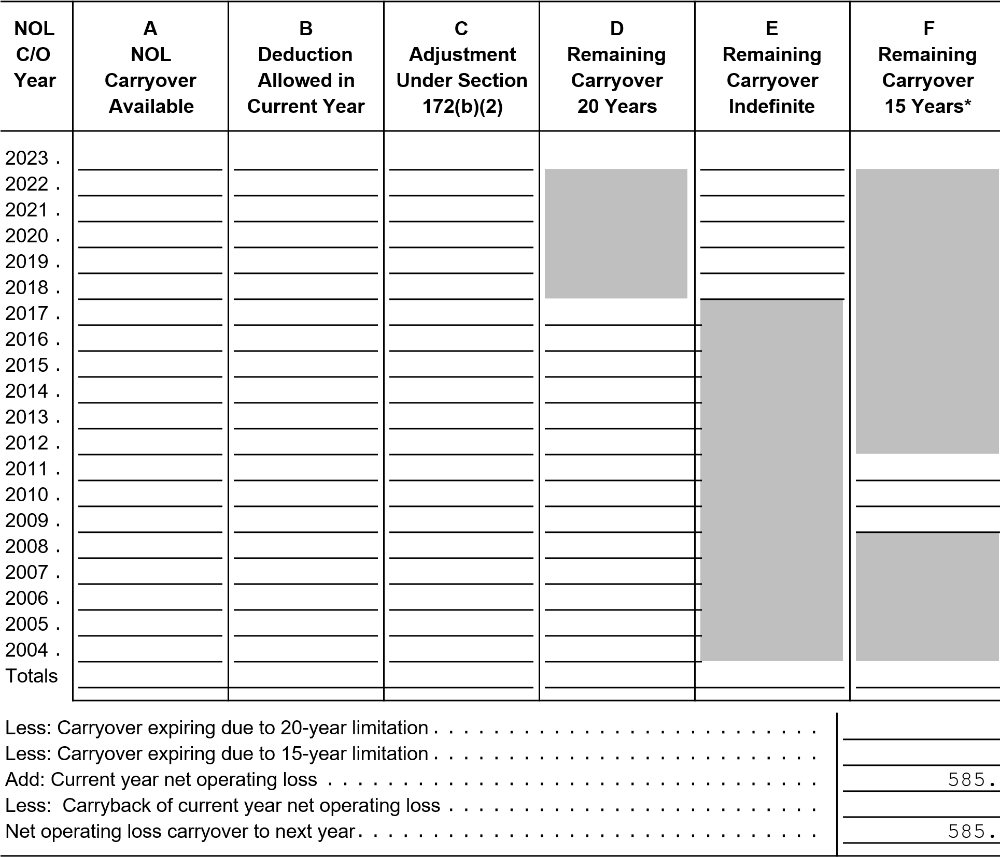 NOL A B C D E F
C/O NOL Deduction Adjustment Remaining Remaining Remaining
Year Carryover Allowed in Under Section Carryover Carryover Carryover
Available Current Year 172(b)(2) 20 Years Indefinite 15 Years*
2023 .
2022 .
2021 .
2020 .
2019 .
2018 .
2017 .
2016 .
2015 .
2014 .
2013 .
2012 .
2011 .
2010 .
2009 .
2008 .
2007 .
2006 .
2005 .
2004 .
Totals
Less: Carryover expiring due to 20-year limitation . . . . . . . . . . . . . . . . . . . . . . . . . .
Less: Carryover expiring due to 15-year limitation . . . . . . . . . . . . . . . . . . . . . . . . . .
Add: Current year net operating loss . . . . . . . . . . . . . . . . . . . . . . . . . . . . . . . . . 585.
Less: Carryback of current year net operating loss . . . . . . . . . . . . . . . . . . . . . . . . .
Net operating loss carryover to next year . . . . . . . . . . . . . . . . . . . . . . . . . . . . . . . 585.